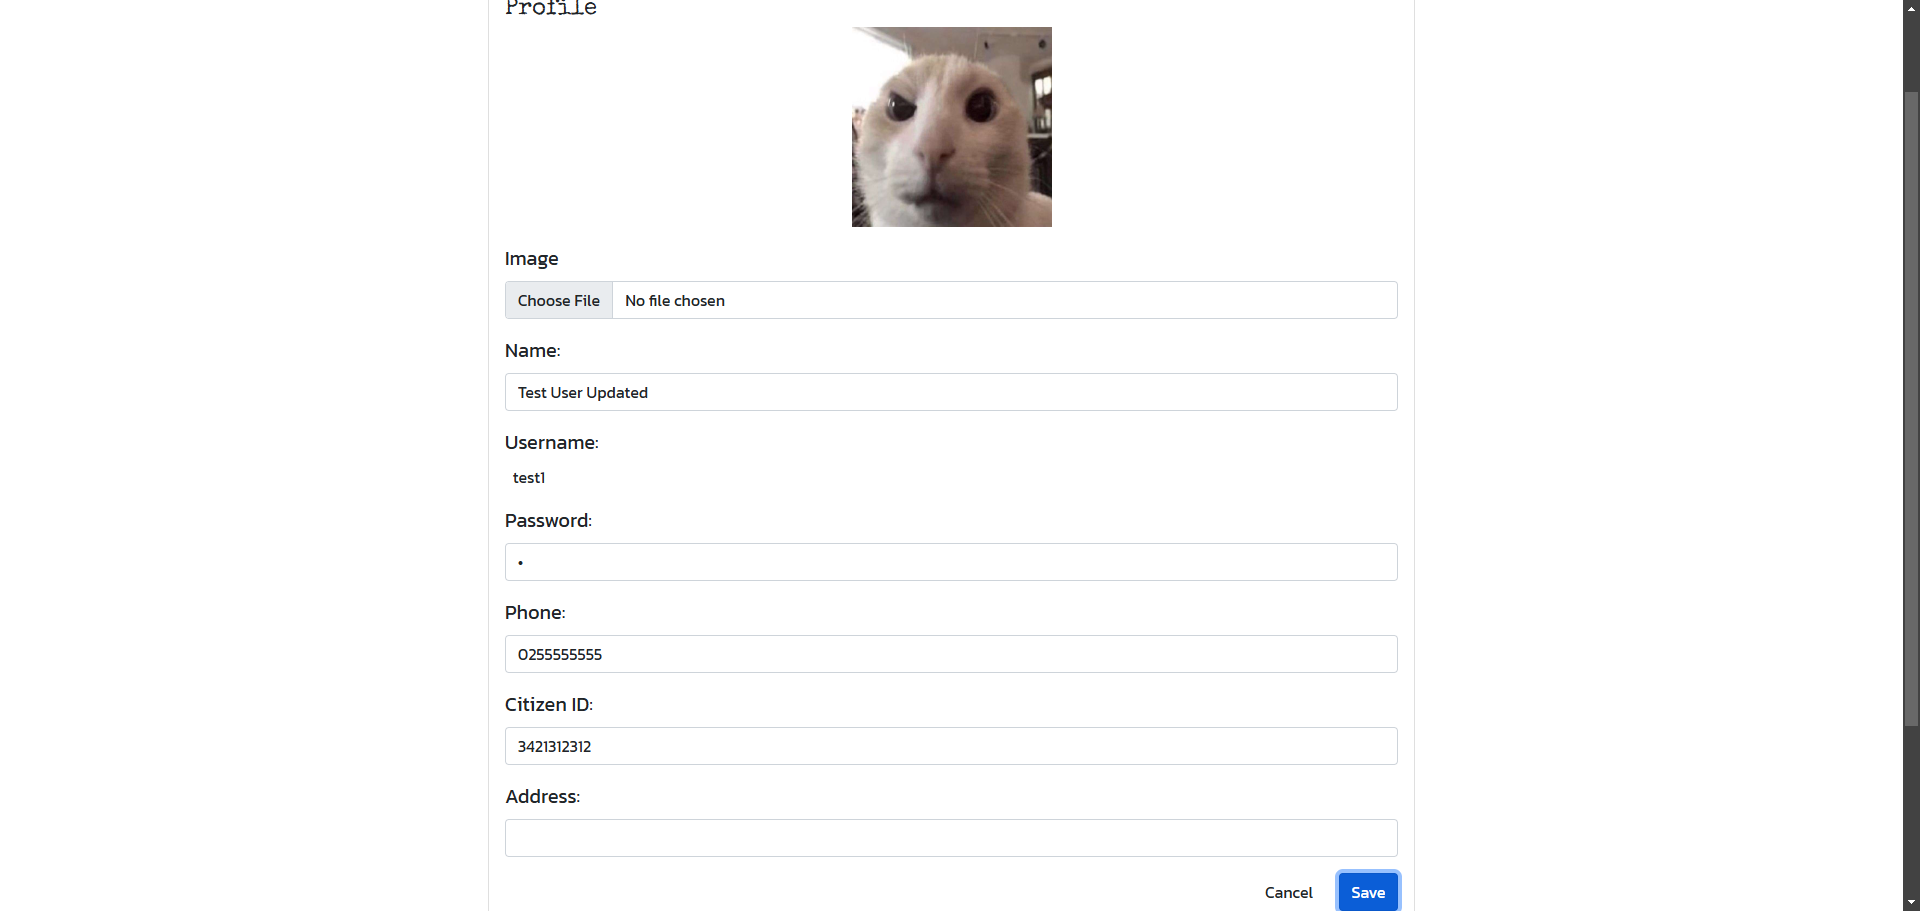 Profile
Image
Choose File No file chosen
Name:
Test User Updated
Username:
test1
Password:
•
Phone:
0255555555
Citizen ID:
3421312312
Address:
Cancel Save